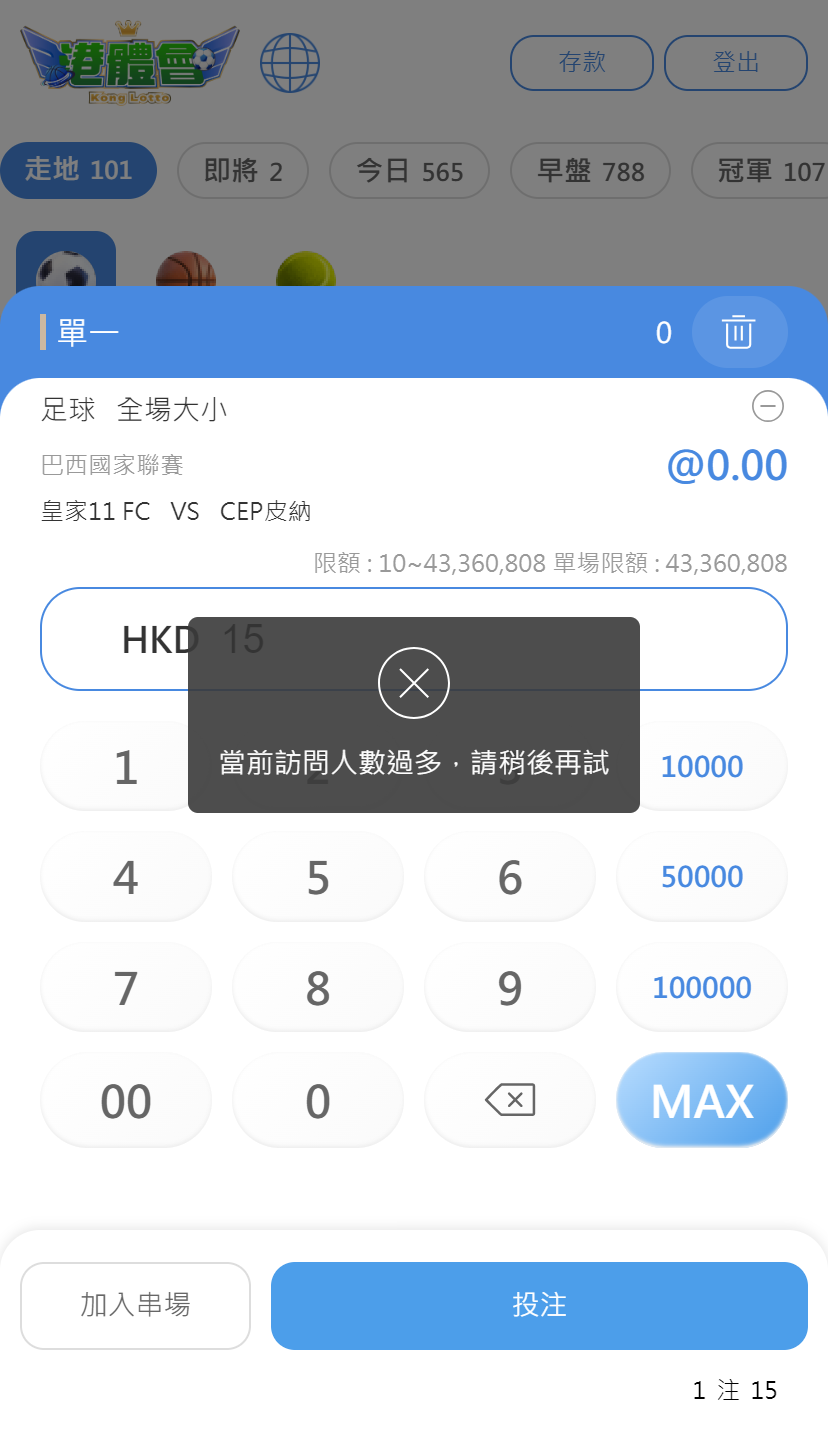 港體會
Kong Lotto
存款 登出
走地 101 即將 2 今日 565 早盤 788 冠軍 107
單一 0
足球 全場大小
巴西國家聯賽 @0.00
皇家11 FC VS CEP皮納
限額 : 10~43,360,808 單場限額 : 43,360,808
HKD 15
當前訪問人數過多，請稍後再試
1 2 3 10000
4 5 6 50000
7 8 9 100000
00 0 MAX
加入串場 投注
1 注 15